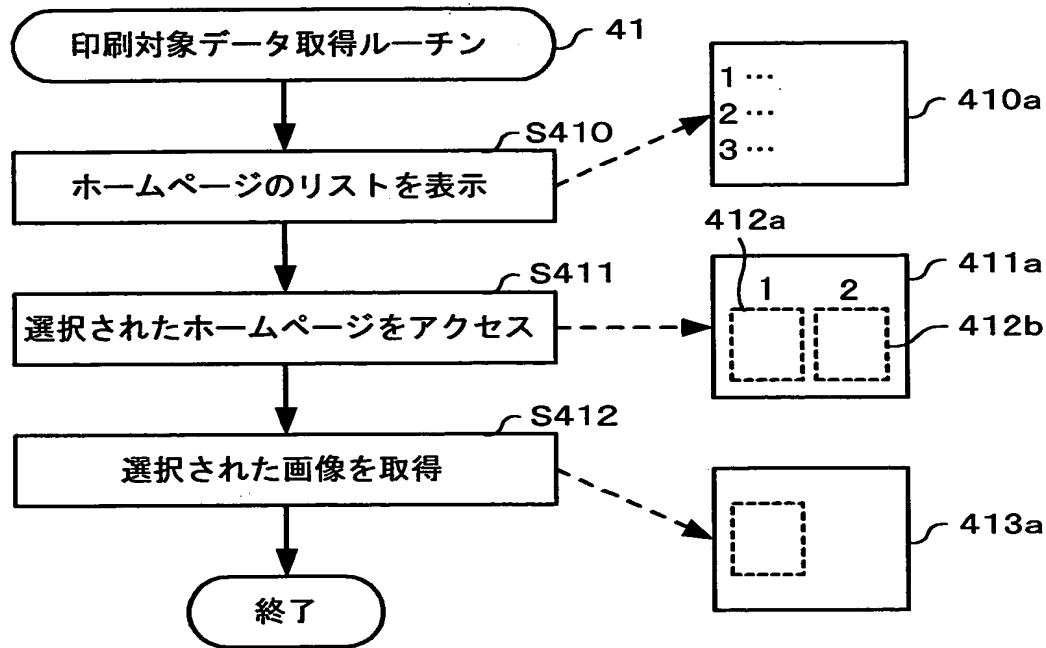 印刷対象データ取得ルーチン
41
1 …
2 …
3 …
410a
S410
ホームページのリストを表示
412a
S411
411a
1 2
選択されたホームページをアクセス
412b
S412
選択された画像を取得
413a
終了